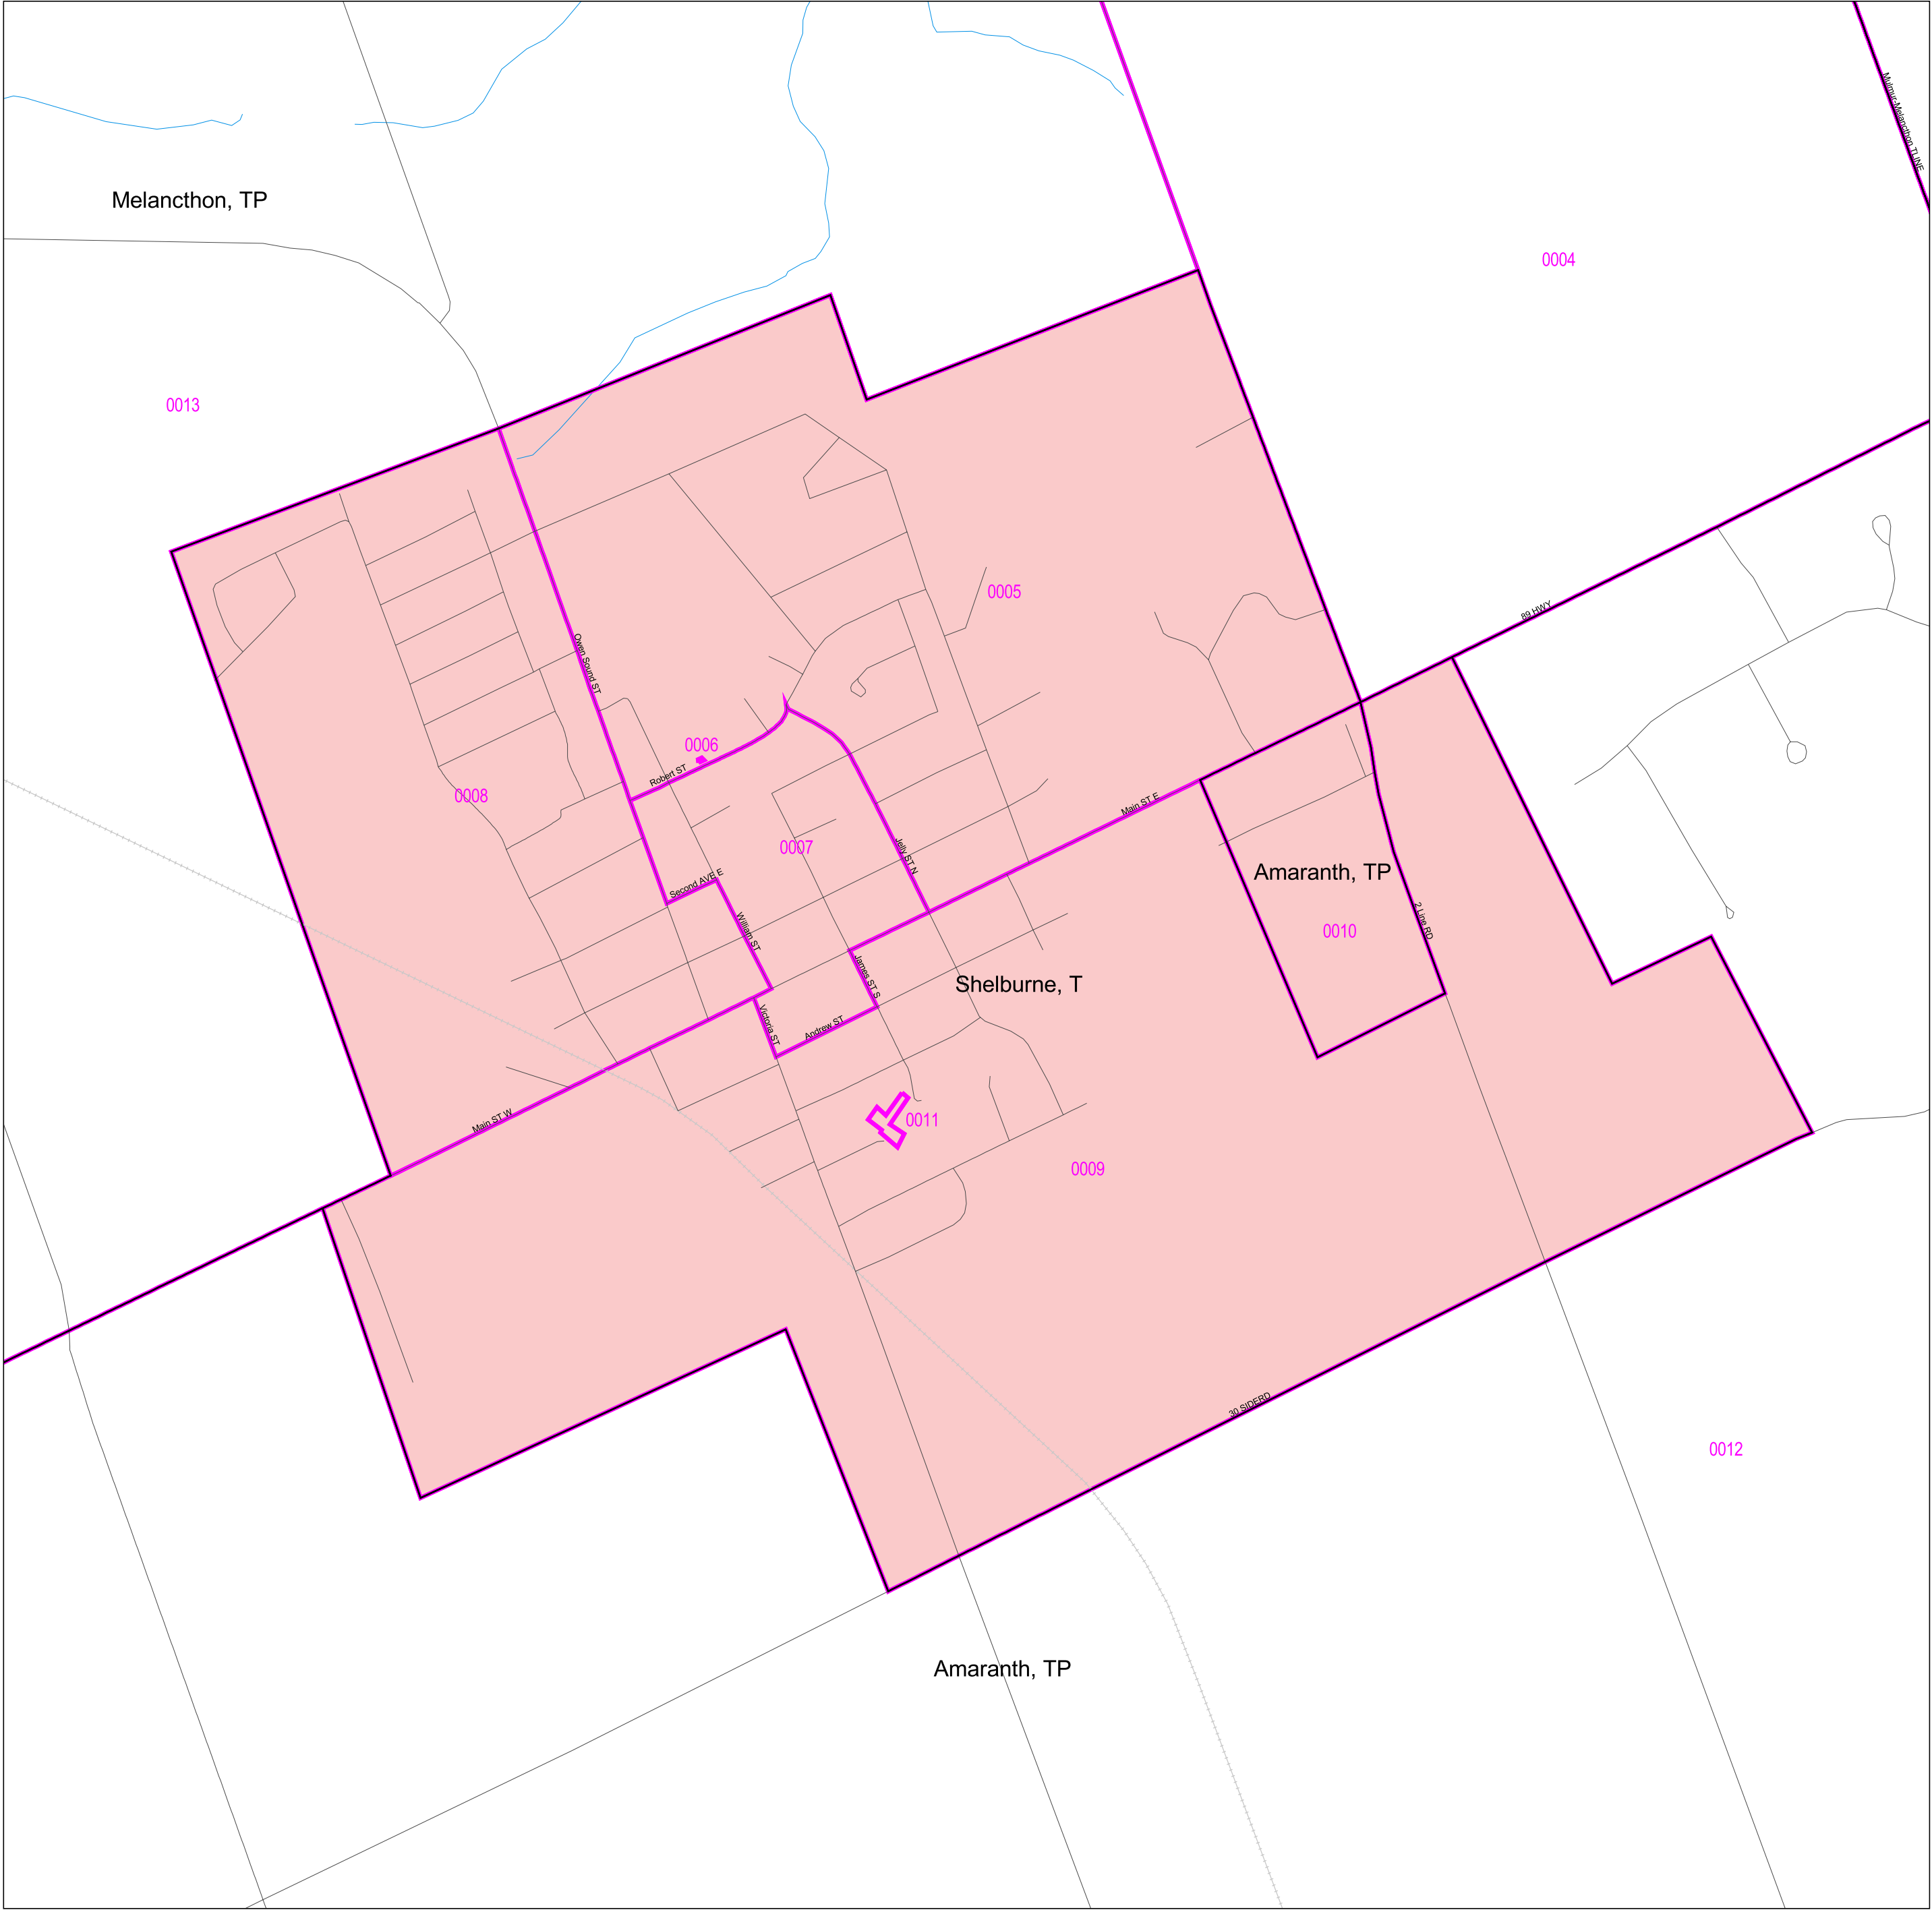 Mulmur-Melancthon TLINE
Melancthon, TP
0004
0013
0005
89 HWY
Owen Sound ST
0006
Robert ST
0008
Main ST E
0007
Jelly ST N
Amaranth, TP
Second AVE E
2 Line RD
William ST
0010
James ST S
Shelburne, T
Victoria ST
Andrew ST
Main ST W
0011
0009
30 SIDERD
0012
Amaranth, TP